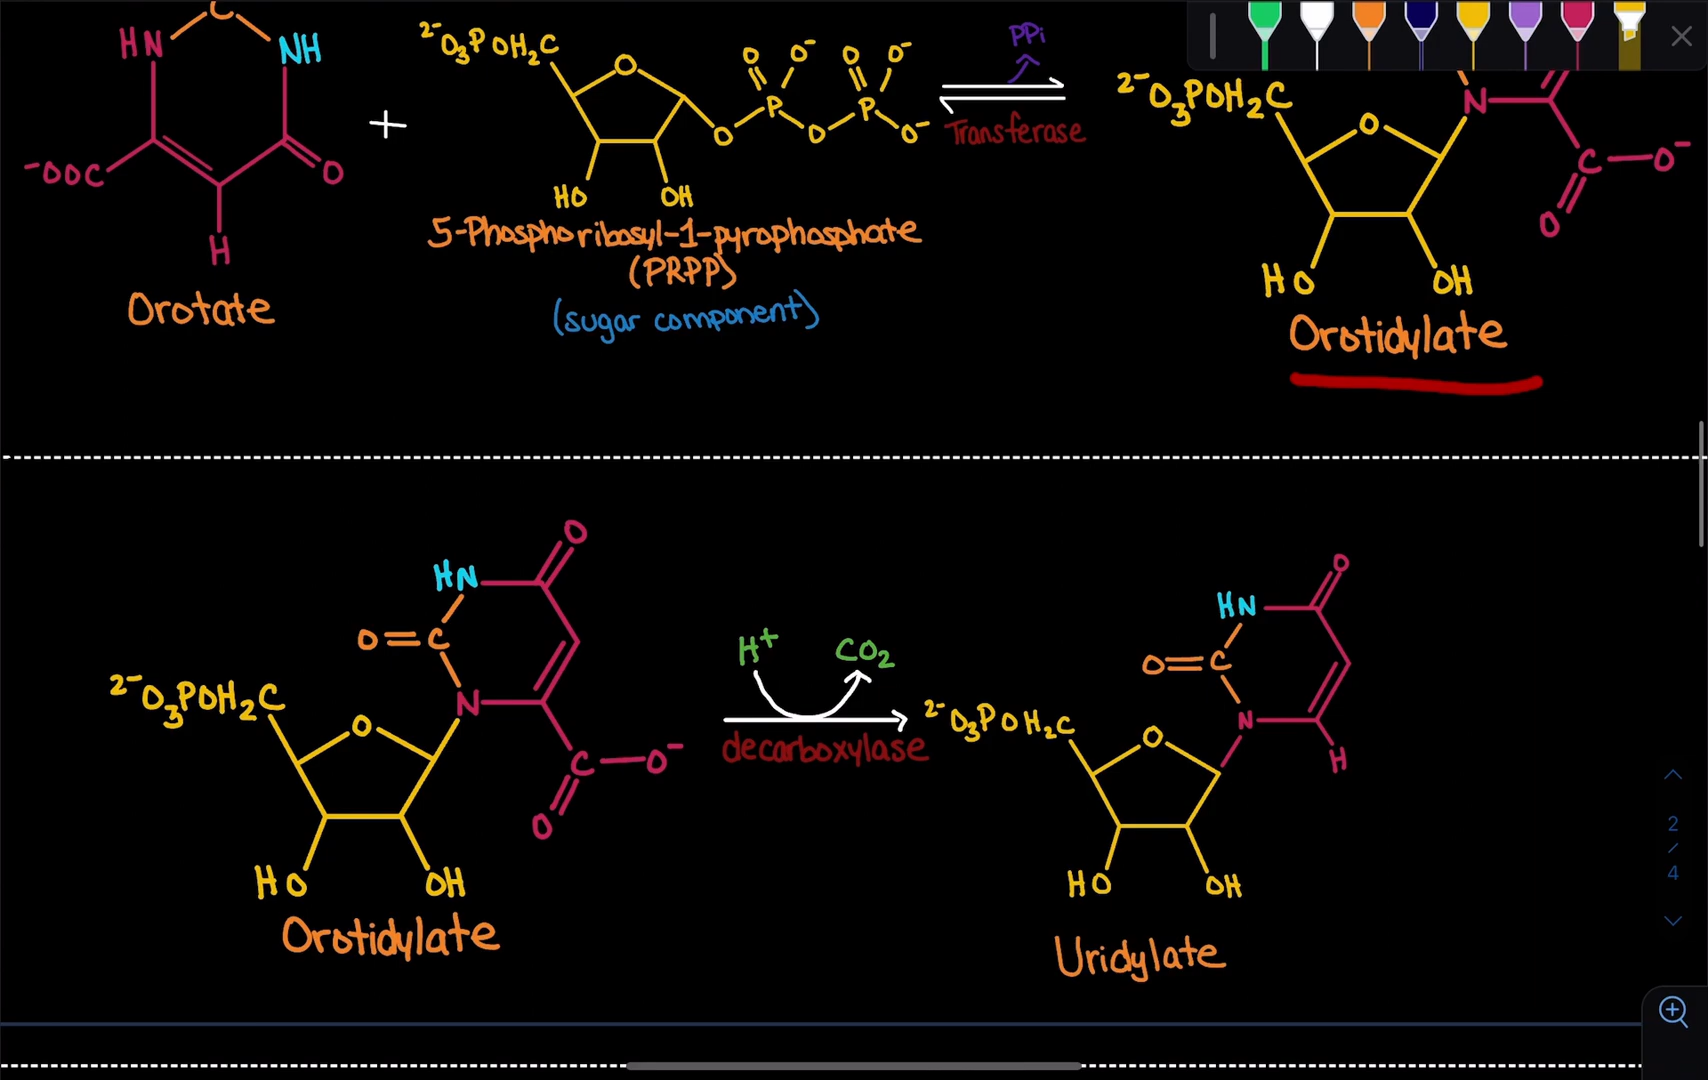 C
HN NH
⁻OOC O
H
Orotate
+
²⁻O₃POH₂C O
O O⁻ O O⁻
O P O P O⁻
HO OH
5-Phosphoribosyl-1-pyrophosphate
(PRPP)
(sugar component)
PPi
Transferase
²⁻O₃POH₂C O N
C O⁻
O
HO OH
Orotidylate
O
HN
O=C
N
²⁻O₃POH₂C O
C O⁻
O
HO OH
Orotidylate
H⁺ CO₂
decarboxylase
O
HN
O=C
N
²⁻O₃POH₂C O
H
HO OH
Uridylate
2
/
4